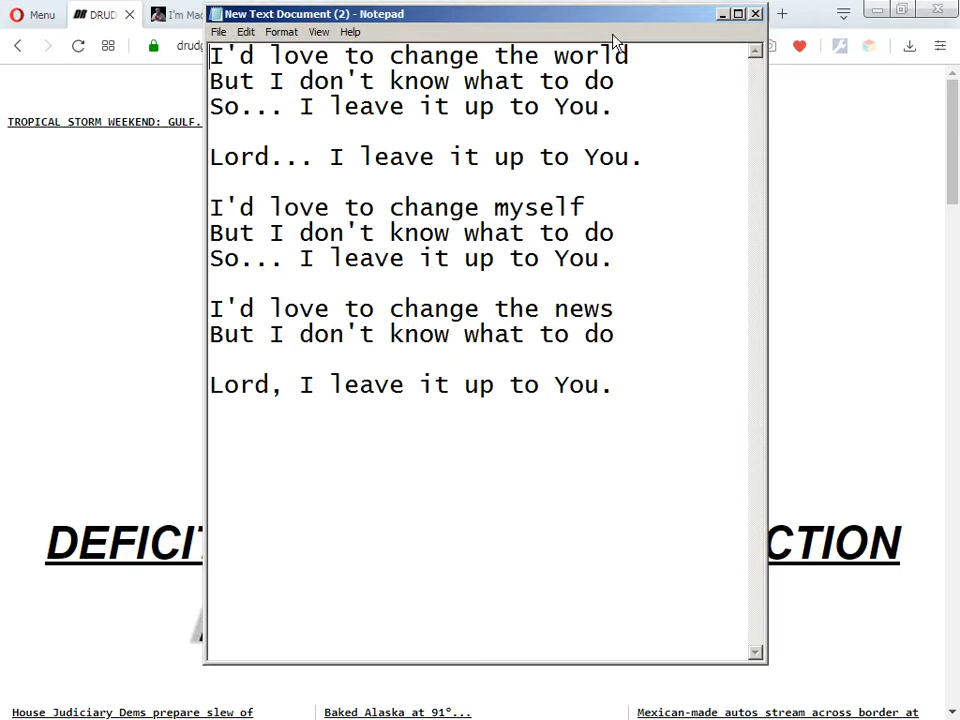 Menu
DRUD
I'm Mac
New Text Document (2) - Notepad
drudg
File Edit Format View Help
I'd love to change the world
But I don't know what to do
So... I leave it up to You.
Lord... I leave it up to You.
I'd love to change myself
But I don't know what to do
So... I leave it up to You.
I'd love to change the news
But I don't know what to do
Lord, I leave it up to You.
TROPICAL STORM WEEKEND: GULF.
DEFICIT
CTION
House Judiciary Dems prepare slew of
Baked Alaska at 91°...
Mexican-made autos stream across border at